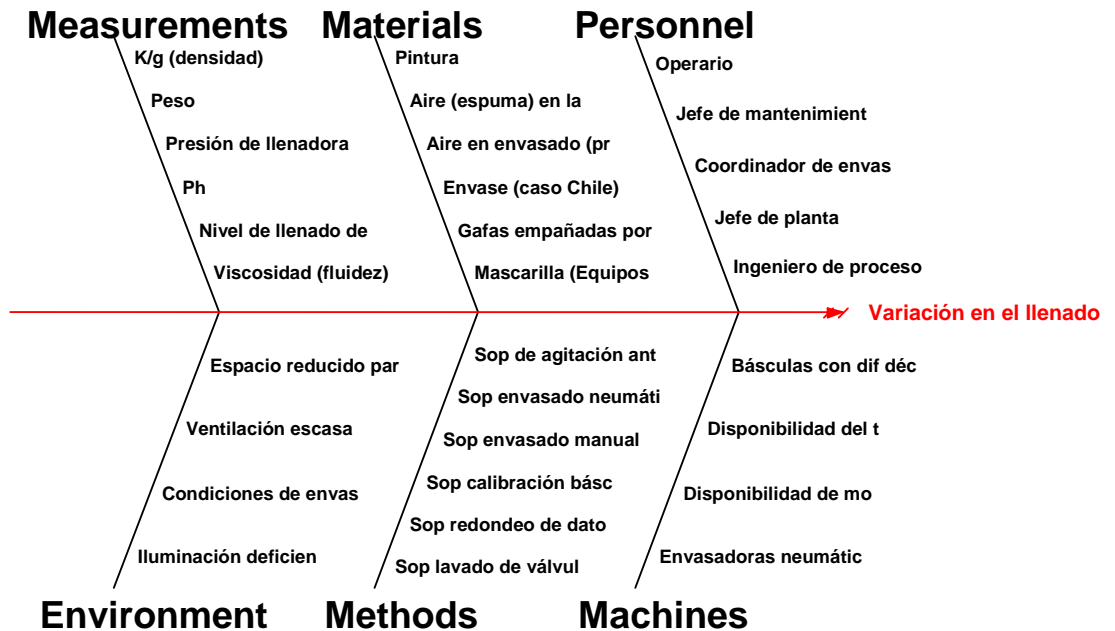 Measurements
K/g (densidad)
Peso
Presión de llenadora
Ph
Nivel de llenado de
Viscosidad (fluidez)
Materials
Pintura
Aire (espuma) en la
Aire en envasado (pr
Envase (caso Chile)
Gafas empañadas por
Mascarilla (Equipos
Personnel
Operario
Jefe de mantenimient
Coordinador de envas
Jefe de planta
Ingeniero de proceso
Variación en el llenado
Espacio reducido par
Ventilación escasa
Condiciones de envas
Iluminación deficien
Environment
Sop de agitación ant
Sop envasado neumáti
Sop envasado manual
Sop calibración básc
Sop redondeo de dato
Sop lavado de válvul
Methods
Básculas con dif déc
Disponibilidad del t
Disponibilidad de mo
Envasadoras neumátic
Machines